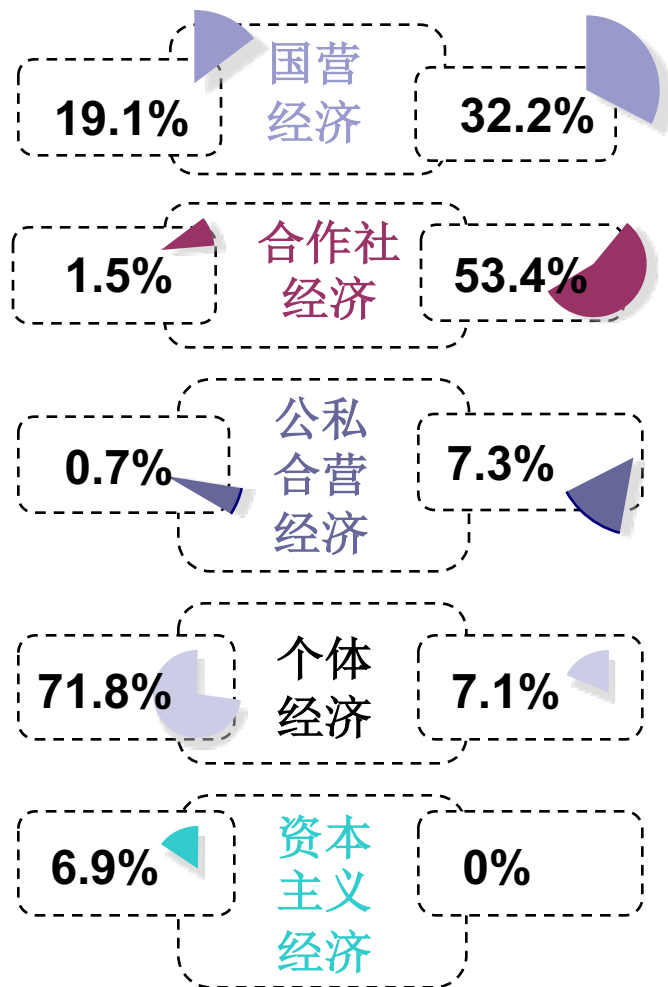 国营
经济
19.1%
32.2%
合作社
经济
1.5%
53.4%
公私
合营
经济
0.7%
7.3%
个体
经济
71.8%
7.1%
资本
主义
经济
6.9%
0%